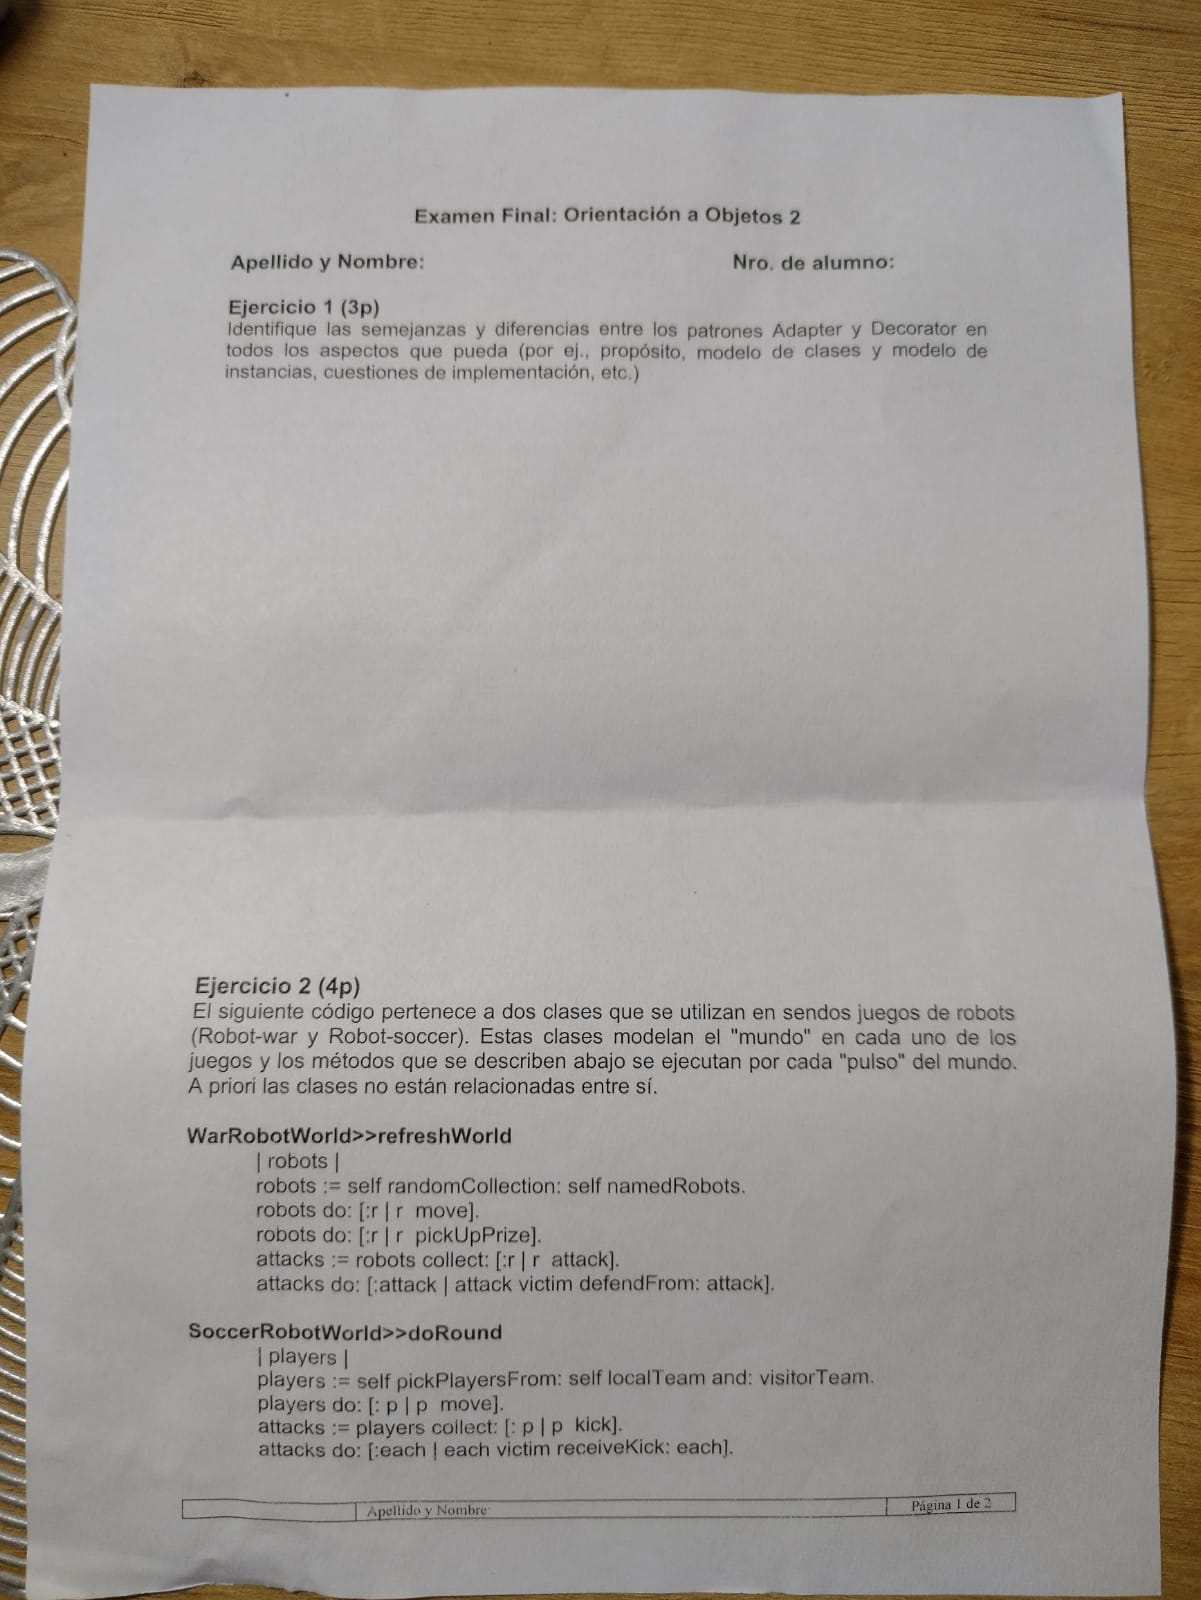 Examen Final: Orientación a Objetos 2
Apellido y Nombre: Nro. de alumno:
Ejercicio 1 (3p)
Identifique las semejanzas y diferencias entre los patrones Adapter y Decorator en
todos los aspectos que pueda (por ej., propósito, modelo de clases y modelo de
instancias, cuestiones de implementación, etc.)
Ejercicio 2 (4p)
El siguiente código pertenece a dos clases que se utilizan en sendos juegos de robots
(Robot-war y Robot-soccer). Estas clases modelan el "mundo" en cada uno de los
juegos y los métodos que se describen abajo se ejecutan por cada "pulso" del mundo.
A priori las clases no están relacionadas entre sí.
WarRobotWorld>>refreshWorld
| robots |
robots := self randomCollection: self namedRobots.
robots do: [:r | r move].
robots do: [:r | r pickUpPrize].
attacks := robots collect: [:r | r attack].
attacks do: [:attack | attack victim defendFrom: attack].
SoccerRobotWorld>>doRound
| players |
players := self pickPlayersFrom: self localTeam and: visitorTeam.
players do: [: p | p move].
attacks := players collect: [: p | p kick].
attacks do: [:each | each victim receiveKick: each].
Apellido y Nombre: Página 1 de 2